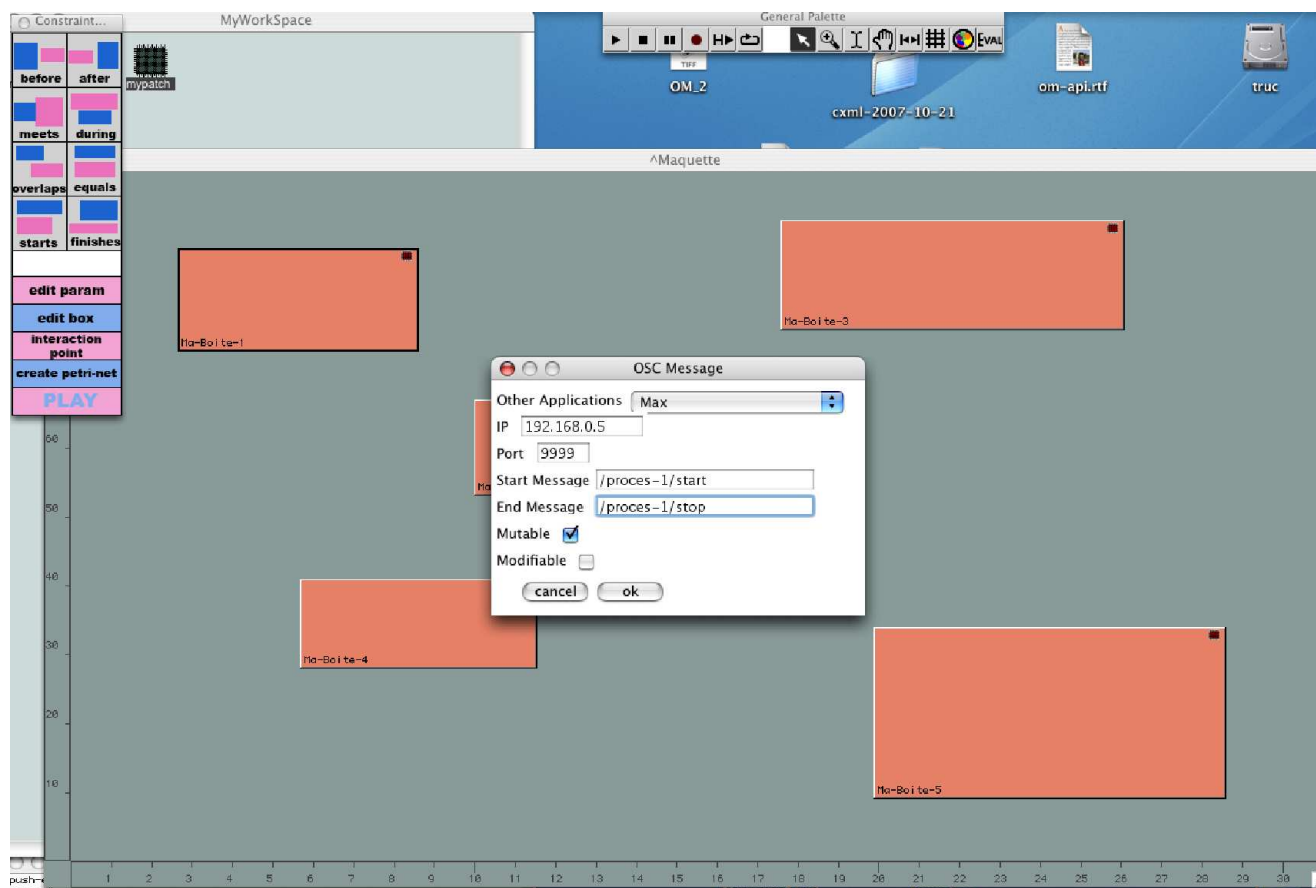 Constraint...
MyWorkSpace
General Palette
before after
meets during
overlaps equals
starts finishes
edit param
edit box
interaction
point
create petri-net
PLAY
mypatch
EVAL
TIFF
OM_2
cxml-2007-10-21
om-api.rtf
truc
^Maquette
Ma-Boite-1
Ma-Boite-3
Ma
Ma-Boite-4
Ma-Boite-5
OSC Message
Other Applications Max
IP 192.168.0.5
Port 9999
Start Message /proces-1/start
End Message /proces-1/stop
Mutable
Modifiable
cancel ok
60
50
40
30
20
10
push-
1 2 3 4 5 6 7 8 9 10 11 12 13 14 15 16 17 18 19 20 21 22 23 24 25 26 27 28 29 30